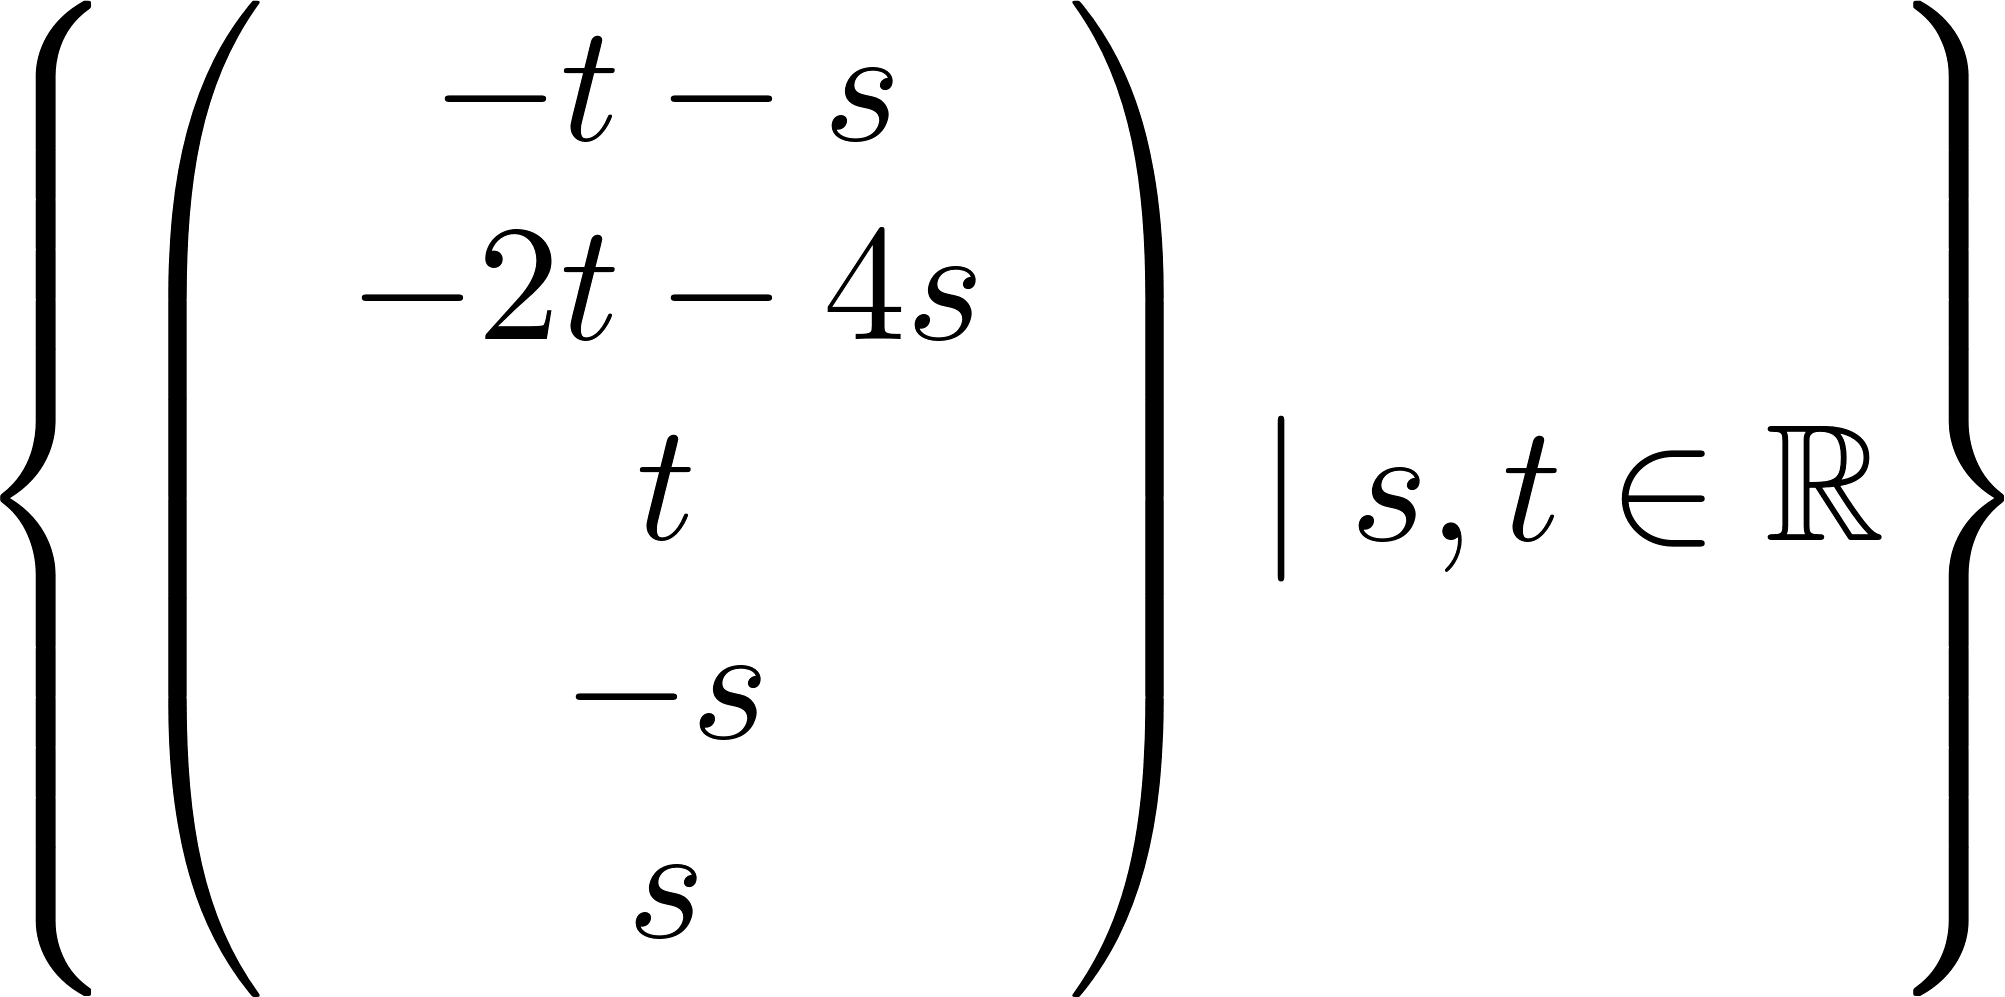 −t − s
−2t − 4s
t
−s
s
| s, t ∈ ℝ